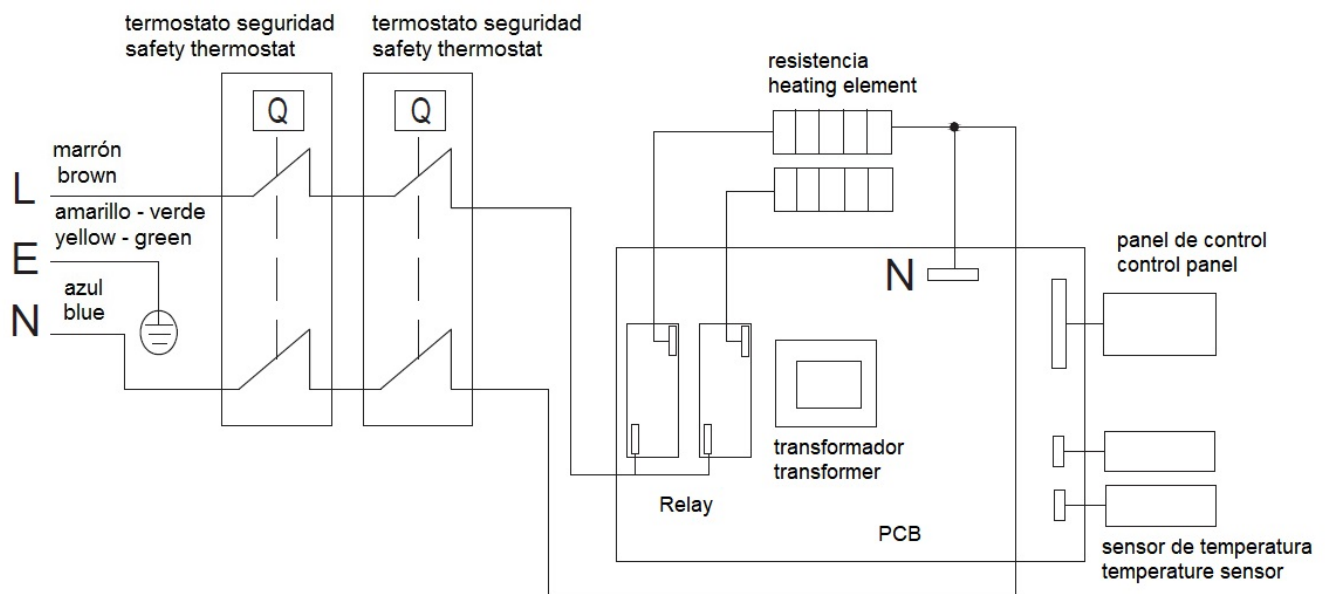 termostato seguridad
safety thermostat
termostato seguridad
safety thermostat
resistencia
heating element
Q
Q
marrón
brown
L
amarillo - verde
yellow - green
E
azul
blue
N
N
panel de control
control panel
transformador
transformer
Relay
PCB
sensor de temperatura
temperature sensor